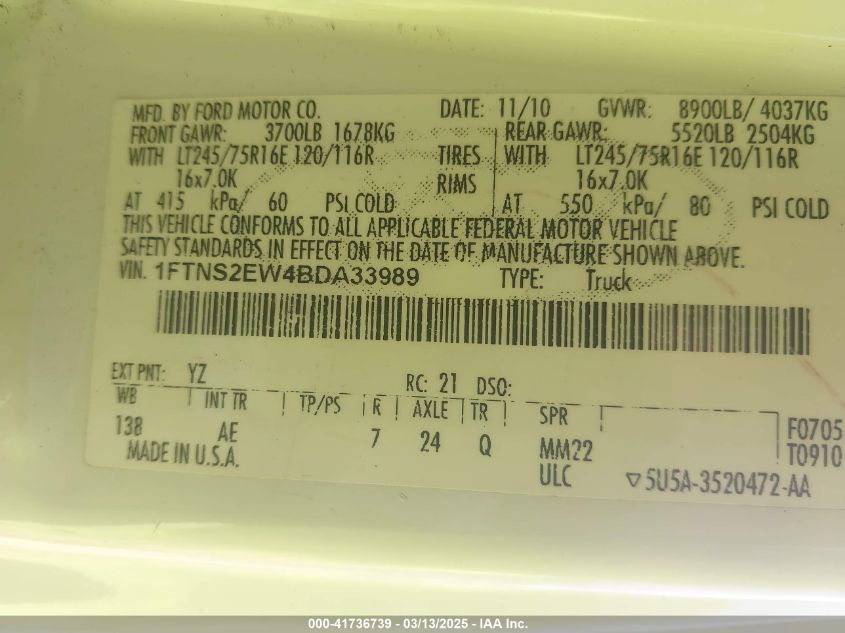 MFD. BY FORD MOTOR CO. DATE: 11/10 GVWR: 8900LB/ 4037KG
FRONT GAWR: 3700LB 1678KG REAR GAWR: 5520LB 2504KG
WITH LT245/75R16E 120/116R TIRES WITH LT245/75R16E 120/116R
16x7.0K RIMS 16x7.0K
AT 415 kPa/ 60 PSI COLD AT 550 kPa/ 80 PSI COLD
THIS VEHICLE CONFORMS TO ALL APPLICABLE FEDERAL MOTOR VEHICLE
SAFETY STANDARDS IN EFFECT ON THE DATE OF MANUFACTURE SHOWN ABOVE.
VIN. 1FTNS2EW4BDA33989 TYPE: Truck
EXT PNT: YZ RC: 21 DSO:
WB INT TR TP/PS R AXLE TR SPR
138 AE 7 24 Q MM22 F0705
MADE IN U.S.A. ULC T0910
▽5U5A-3520472-AA
000-41736739 - 03/13/2025 - IAA Inc.